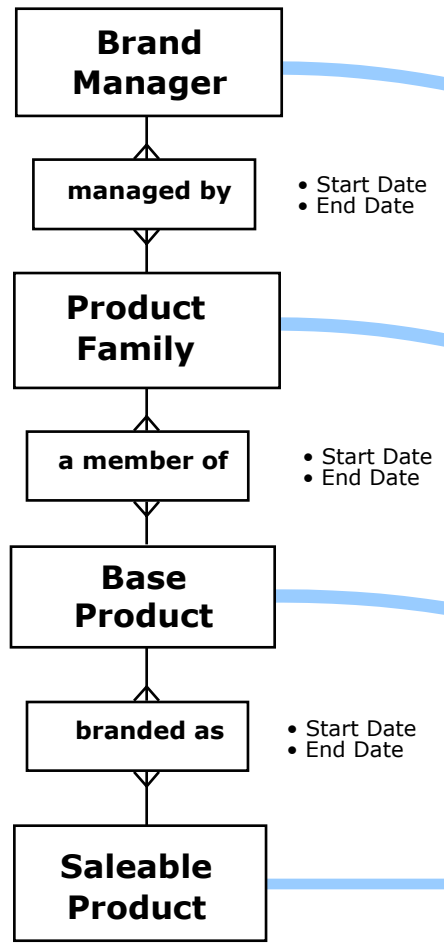 Brand
Manager
managed by
• Start Date
• End Date
Product
Family
a member of
• Start Date
• End Date
Base
Product
branded as
• Start Date
• End Date
Saleable
Product